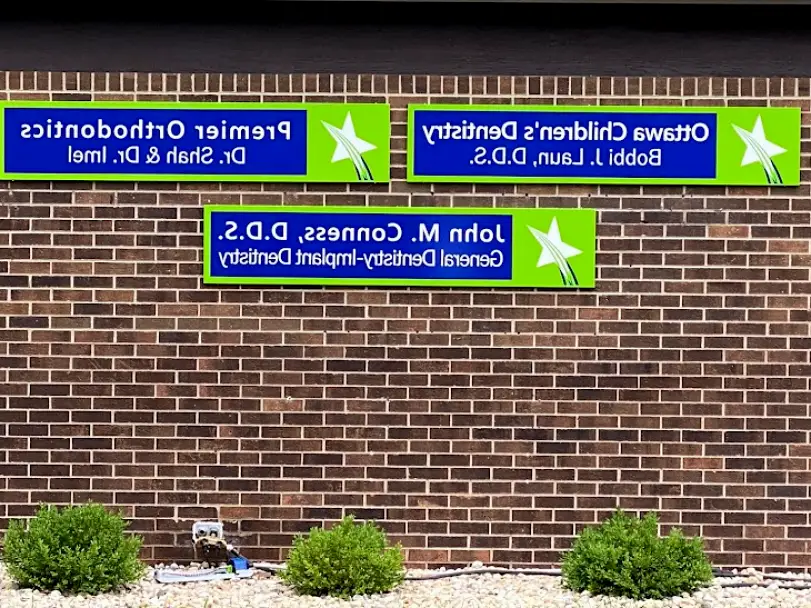 Premier Orthodontics
Dr. Shah & Dr. Imel
Ottawa Children's Dentistry
Bobbi J. Laun, D.D.S.
John M. Conness, D.D.S.
General Dentistry-Implant Dentistry